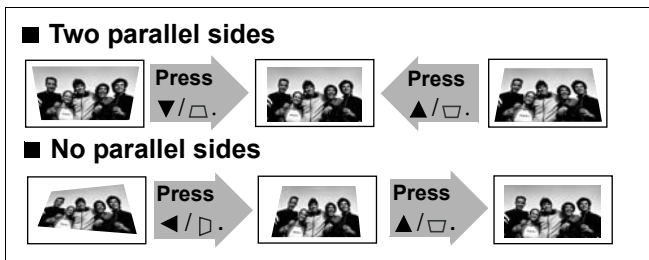 ■ Two parallel sides
Press
▼/⏢.
Press
▲/⏢.
■ No parallel sides
Press
◄/▷.
Press
▲/⏢.